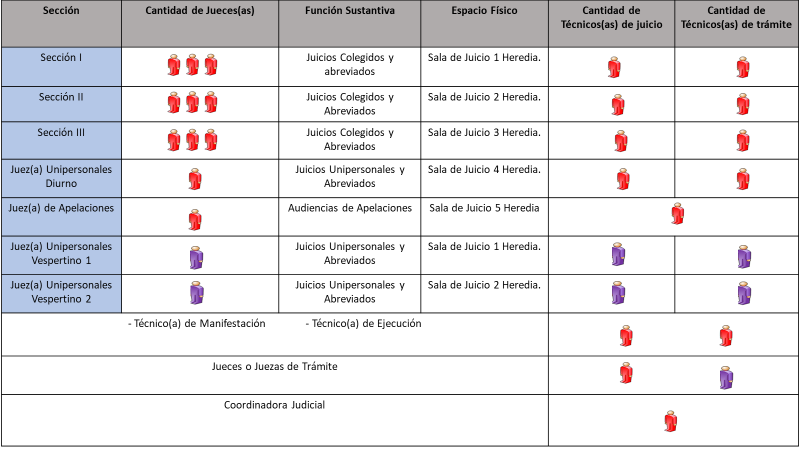 Sección
Cantidad de Jueces(as)
Función Sustantiva
Espacio Físico
Cantidad de
Técnicos(as) de juicio
Cantidad de
Técnicos(as) de trámite
Sección I
Juicios Colegidos y
abreviados
Sala de Juicio 1 Heredia.
Sección II
Juicios Colegidos y
Abreviados
Sala de Juicio 2 Heredia.
Sección III
Juicios Colegidos y
Abreviados
Sala de Juicio 3 Heredia.
Juez(a) Unipersonales
Diurno
Juicios Unipersonales y
Abreviados
Sala de Juicio 4 Heredia.
Juez(a) de Apelaciones
Audiencias de Apelaciones
Sala de Juicio 5 Heredia
Juez(a) Unipersonales
Vespertino 1
Juicios Unipersonales y
Abreviados
Sala de Juicio 1 Heredia.
Juez(a) Unipersonales
Vespertino 2
Juicios Unipersonales y
Abreviados
Sala de Juicio 2 Heredia.
- Técnico(a) de Manifestación - Técnico(a) de Ejecución
Jueces o Juezas de Trámite
Coordinadora Judicial